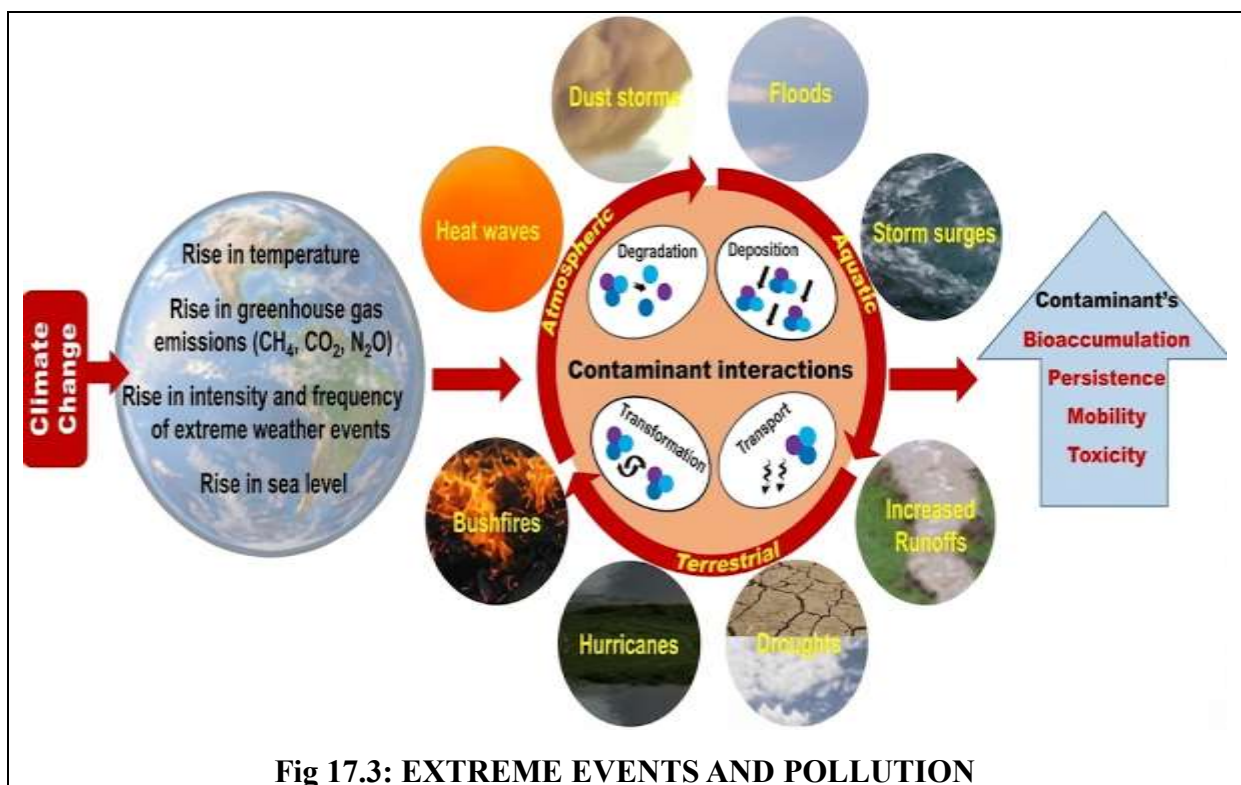 Climate
Change
Rise in temperature
Rise in greenhouse gas
emissions (CH₄, CO₂, N₂O)
Rise in intensity and frequency
of extreme weather events
Rise in sea level
Heat waves
Dust storms
Floods
Storm surges
Increased
Runoffs
Droughts
Hurricanes
Bushfires
Atmospheric
Aquatic
Terrestrial
Degradation
Deposition
Contaminant interactions
Transformation
Transport
Contaminant's
Bioaccumulation
Persistence
Mobility
Toxicity
Fig 17.3: EXTREME EVENTS AND POLLUTION